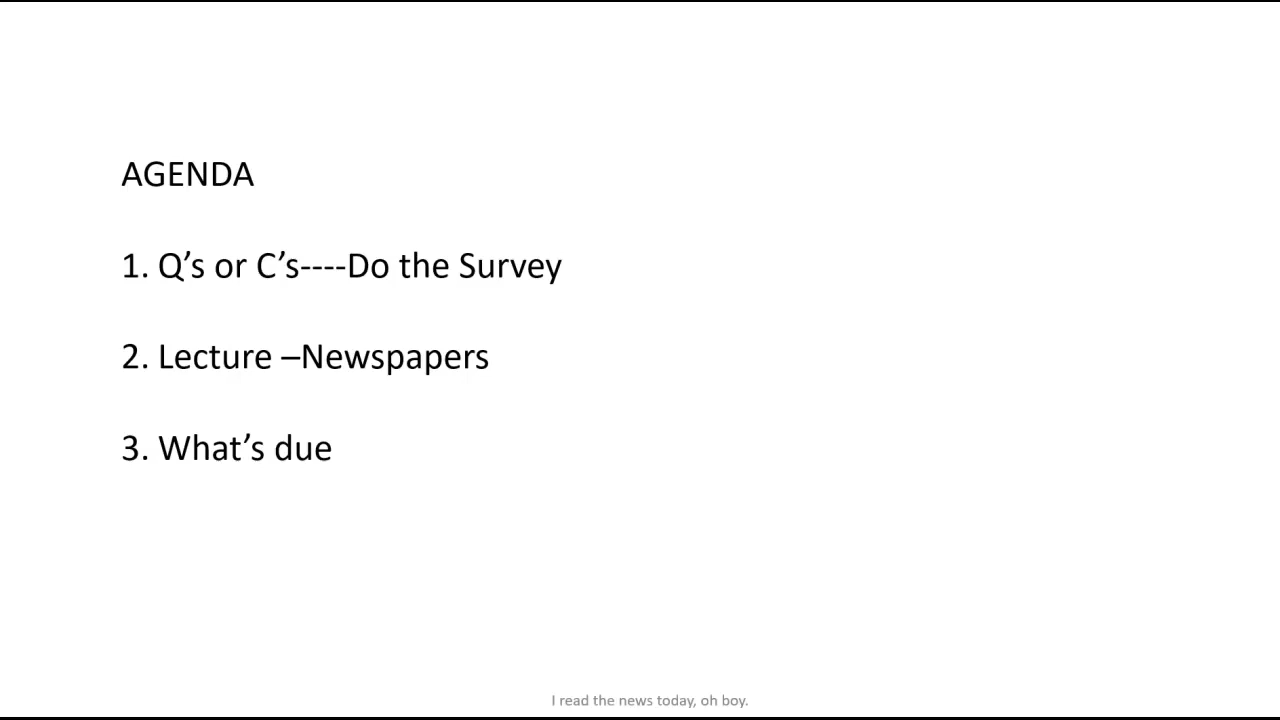 AGENDA
1. Q’s or C’s----Do the Survey
2. Lecture –Newspapers
3. What’s due
I read the news today, oh boy.